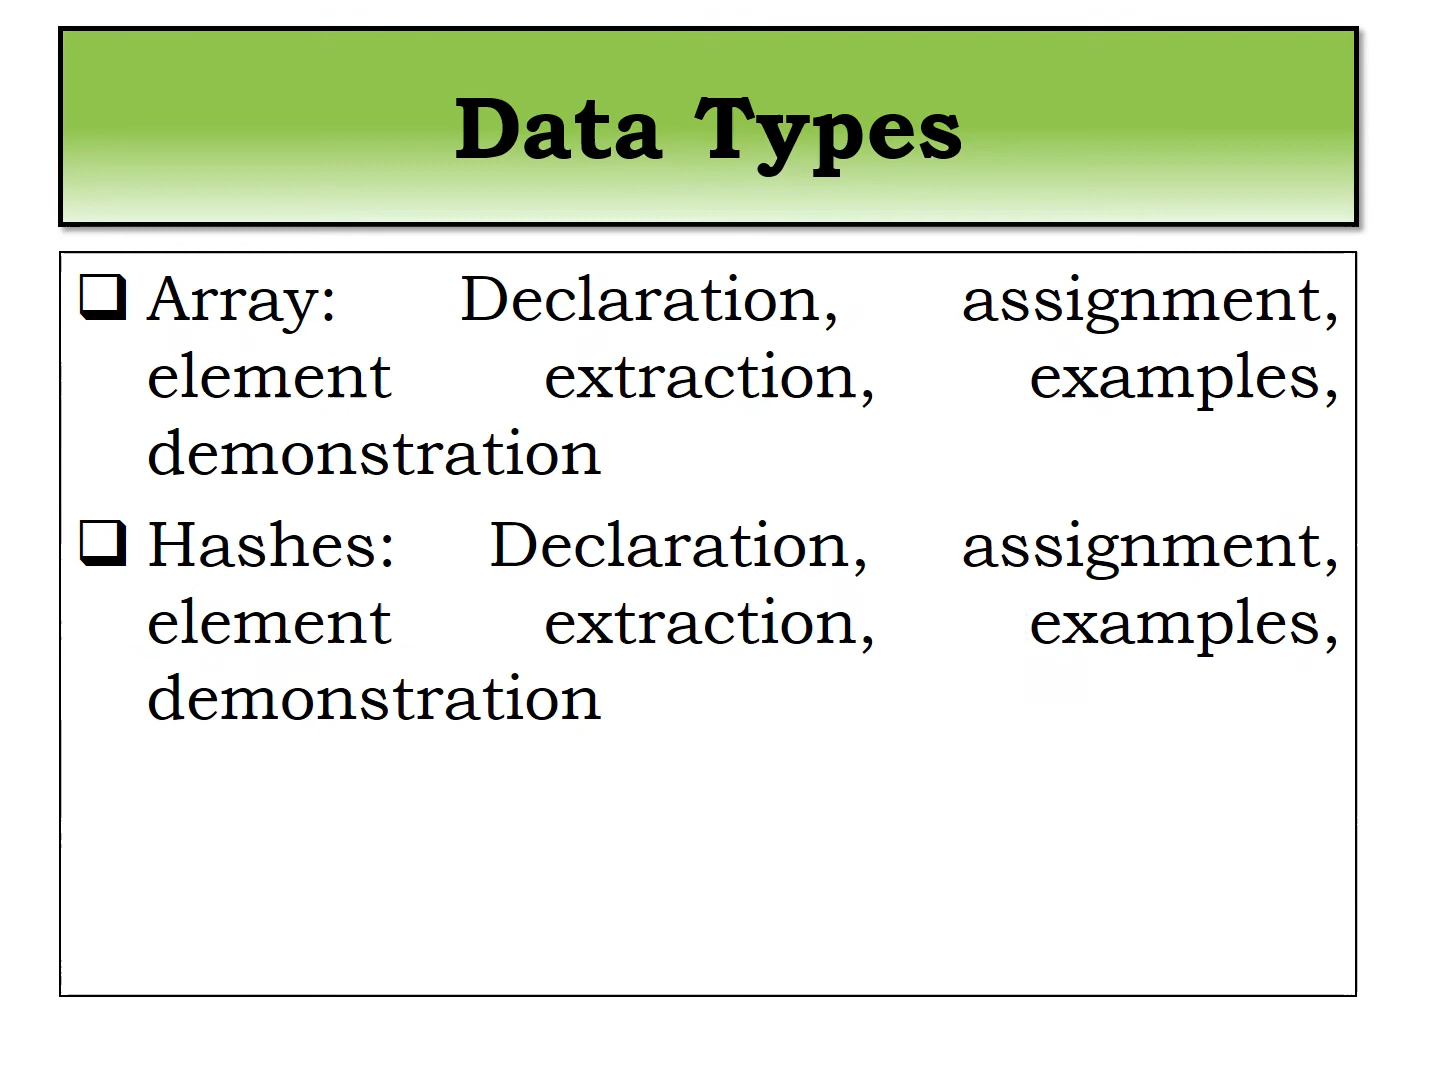 Data Types
Array: Declaration, assignment,
element extraction, examples,
demonstration
Hashes: Declaration, assignment,
element extraction, examples,
demonstration